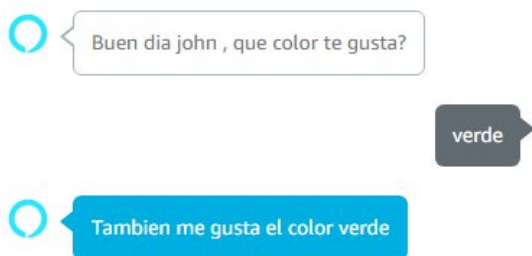 Buen dia john , que color te gusta?
verde
Tambien me gusta el color verde